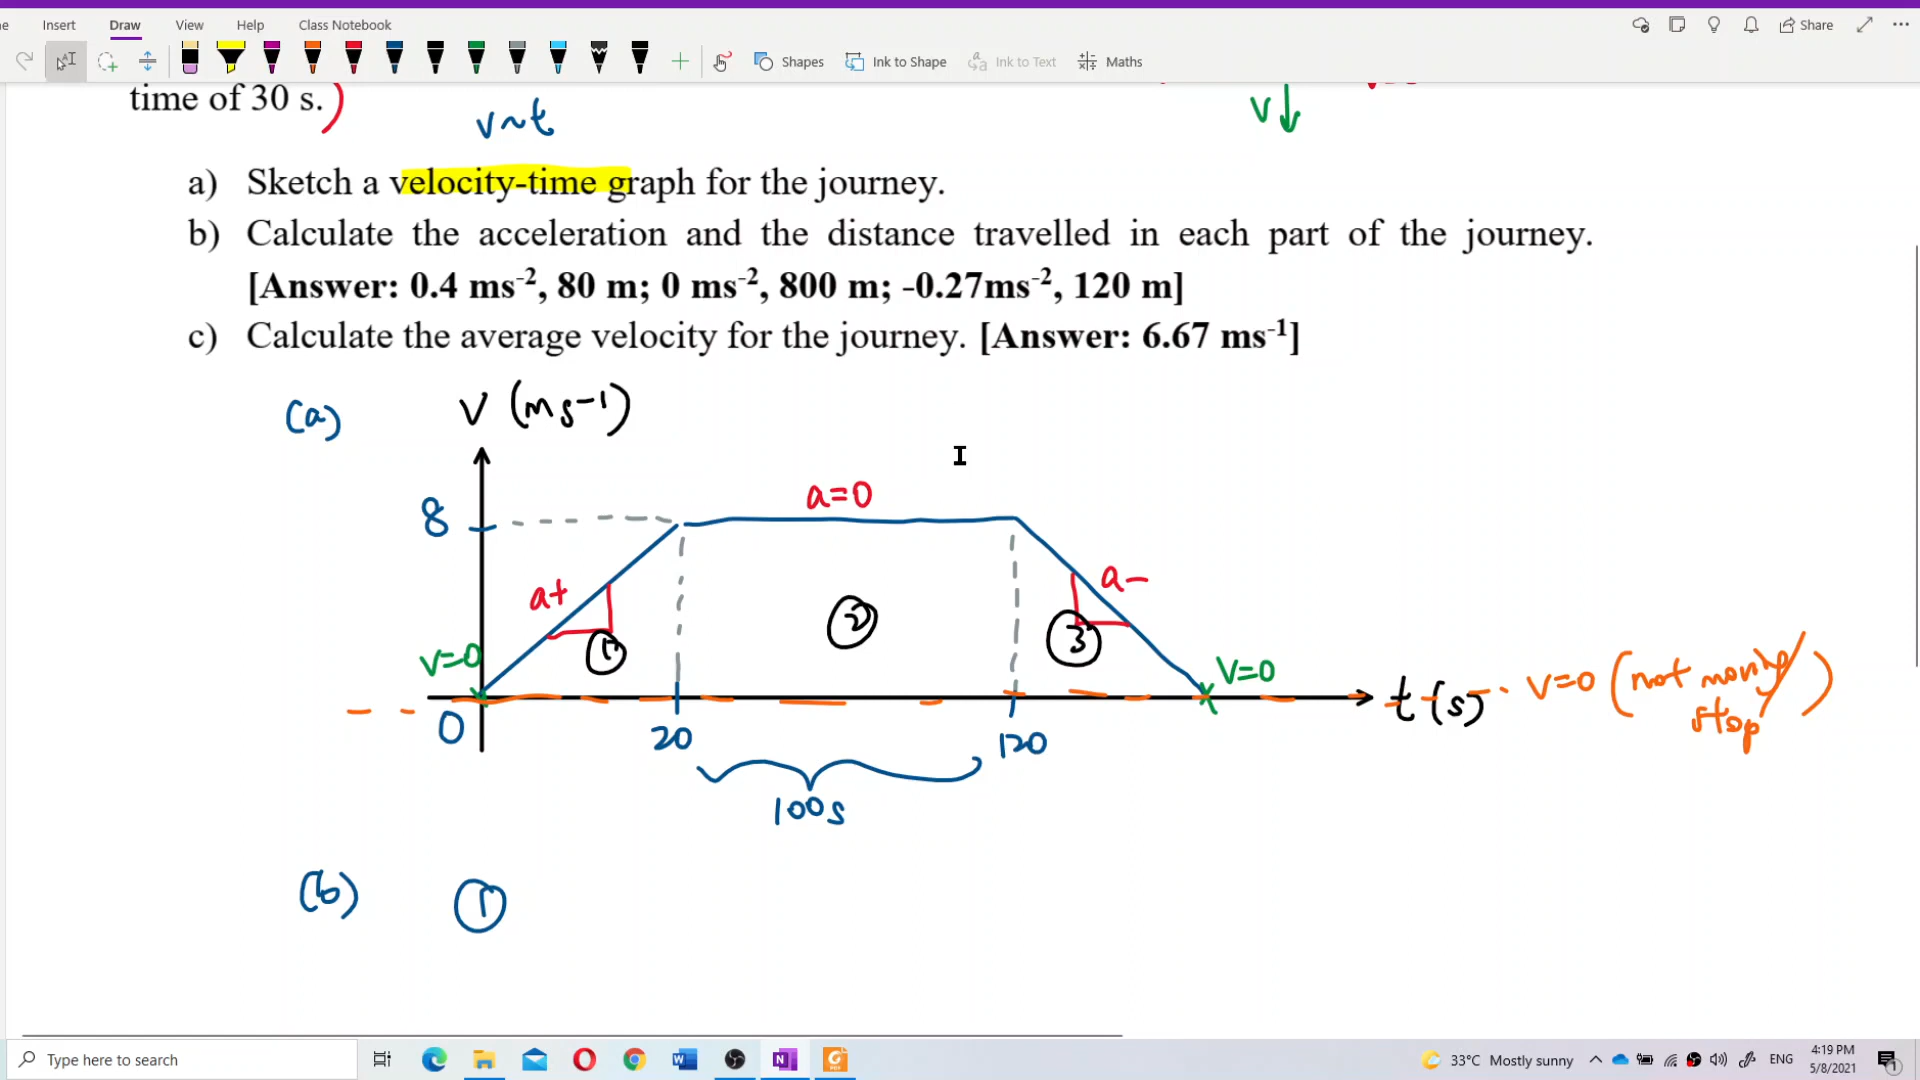 Insert Draw View Help Class Notebook Share
Shapes Ink to Shape Ink to Text Maths
time of 30 s.)
v~t
v↓
a) Sketch a velocity-time graph for the journey.
b) Calculate the acceleration and the distance travelled in each part of the journey.
[Answer: 0.4 ms⁻², 80 m; 0 ms⁻², 800 m; -0.27ms⁻², 120 m]
c) Calculate the average velocity for the journey. [Answer: 6.67 ms⁻¹]
(a)
V (ms⁻¹)
a=0
8
a+
a-
① ② ③
v=0
V=0
t(s)
v=0 (not moving/
stop)
0
20
120
100s
(b) ①
Type here to search
33°C Mostly sunny
ENG
4:19 PM
5/8/2021
1